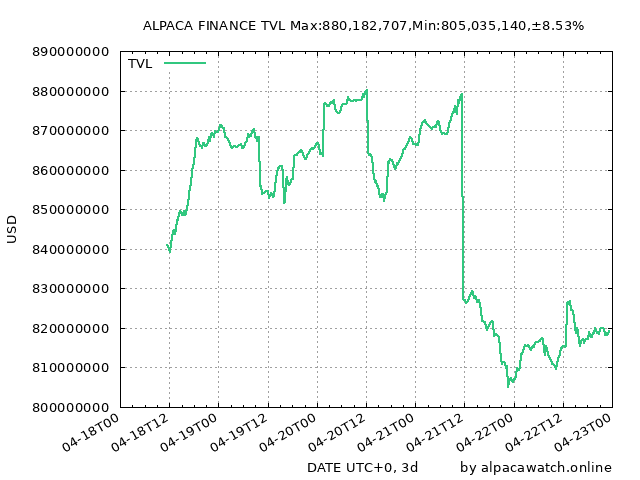 ALPACA FINANCE TVL Max:880,182,707,Min:805,035,140,±8.53%
TVL
890000000
880000000
870000000
860000000
850000000
840000000
830000000
820000000
810000000
800000000
USD
04-18T00
04-18T12
04-19T00
04-19T12
04-20T00
04-20T12
04-21T00
04-21T12
04-22T00
04-22T12
04-23T00
DATE UTC+0, 3d
by alpacawatch.online